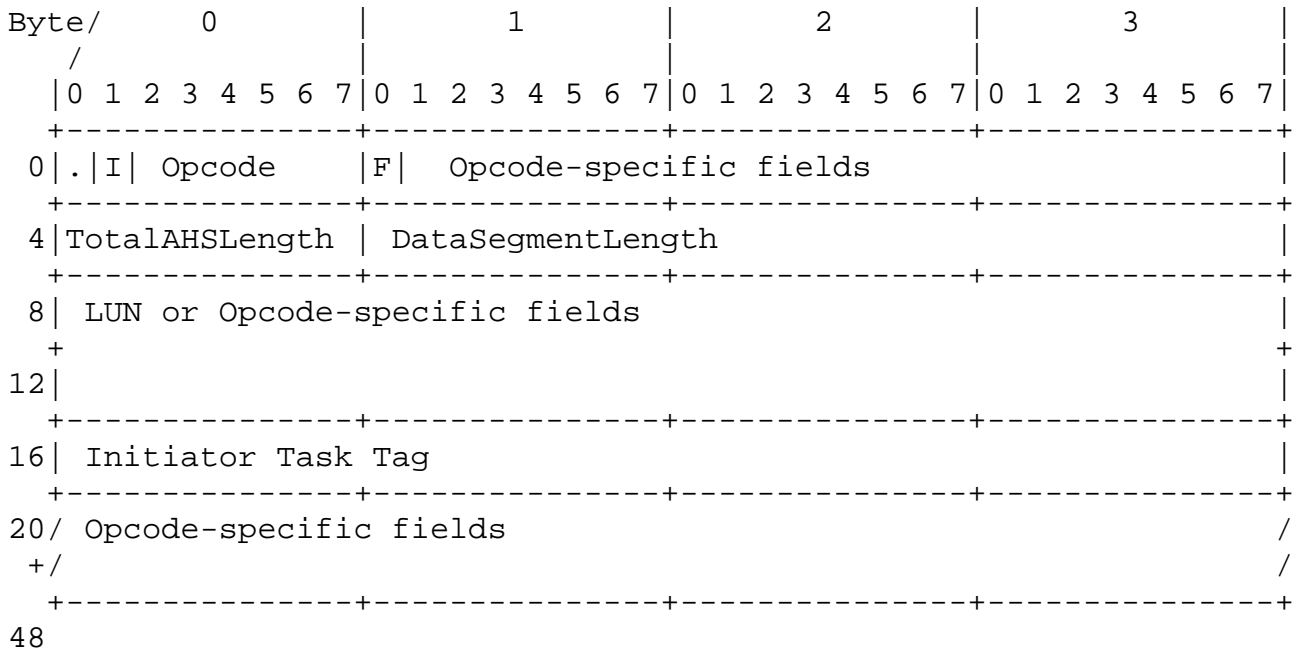 Byte/     0       |       1       |       2       |       3       |
   /              |               |               |               |
  |0 1 2 3 4 5 6 7|0 1 2 3 4 5 6 7|0 1 2 3 4 5 6 7|0 1 2 3 4 5 6 7|
  +---------------+---------------+---------------+---------------+
 0|.|I| Opcode    |F|  Opcode-specific fields                     |
  +---------------+---------------+---------------+---------------+
 4|TotalAHSLength | DataSegmentLength                             |
  +---------------+---------------+---------------+---------------+
 8| LUN or Opcode-specific fields                                 |
  +                                                               +
12|                                                               |
  +---------------+---------------+---------------+---------------+
16| Initiator Task Tag                                            |
  +---------------+---------------+---------------+---------------+
20/ Opcode-specific fields                                        /
 +/                                                               /
  +---------------+---------------+---------------+---------------+
48